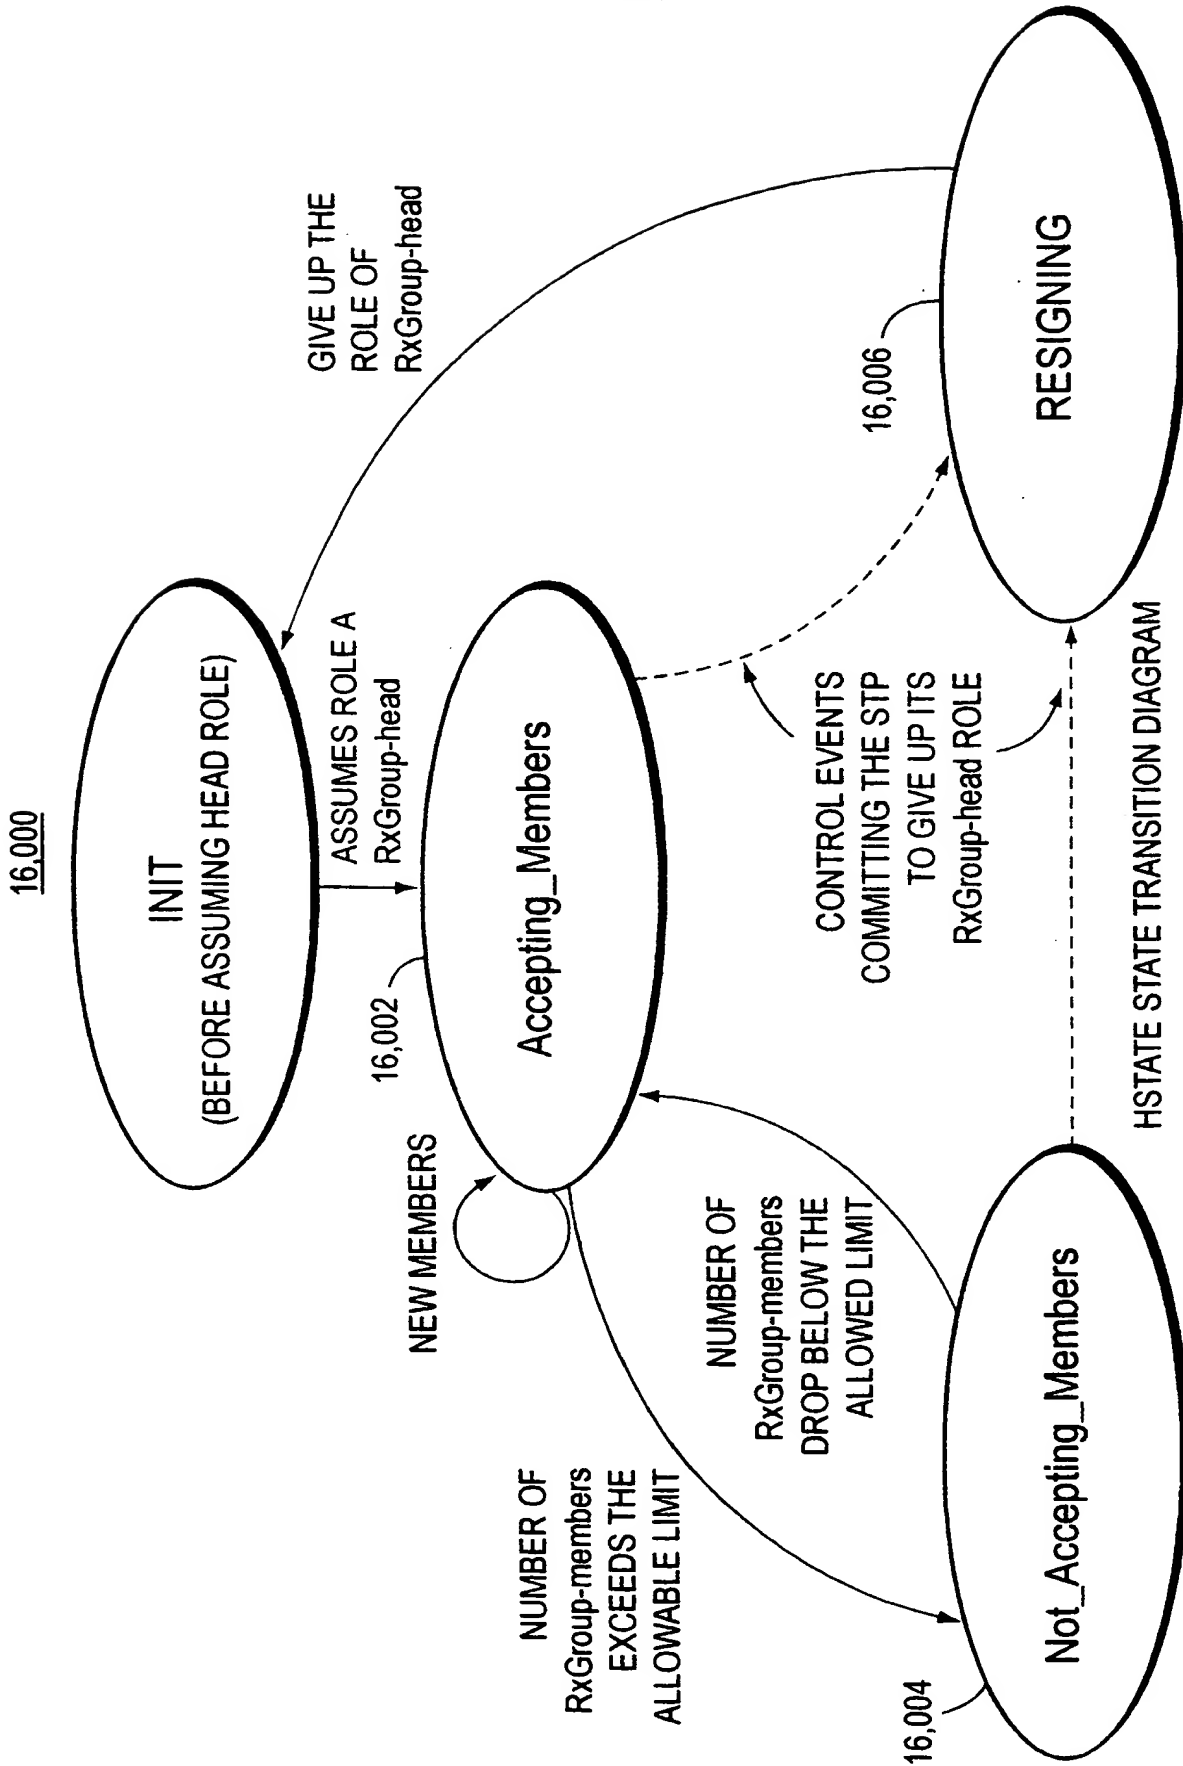 16,000
INIT
(BEFORE ASSUMING HEAD ROLE)
ASSUMES ROLE A
RxGroup-head
GIVE UP THE
ROLE OF
RxGroup-head
16,002
Accepting_Members
NEW MEMBERS
NUMBER OF
RxGroup-members
EXCEEDS THE
ALLOWABLE LIMIT
NUMBER OF
RxGroup-members
DROP BELOW THE
ALLOWED LIMIT
CONTROL EVENTS
COMMITTING THE STP
TO GIVE UP ITS
RxGroup-head ROLE
16,006
RESIGNING
16,004
Not_Accepting_Members
HSTATE STATE TRANSITION DIAGRAM